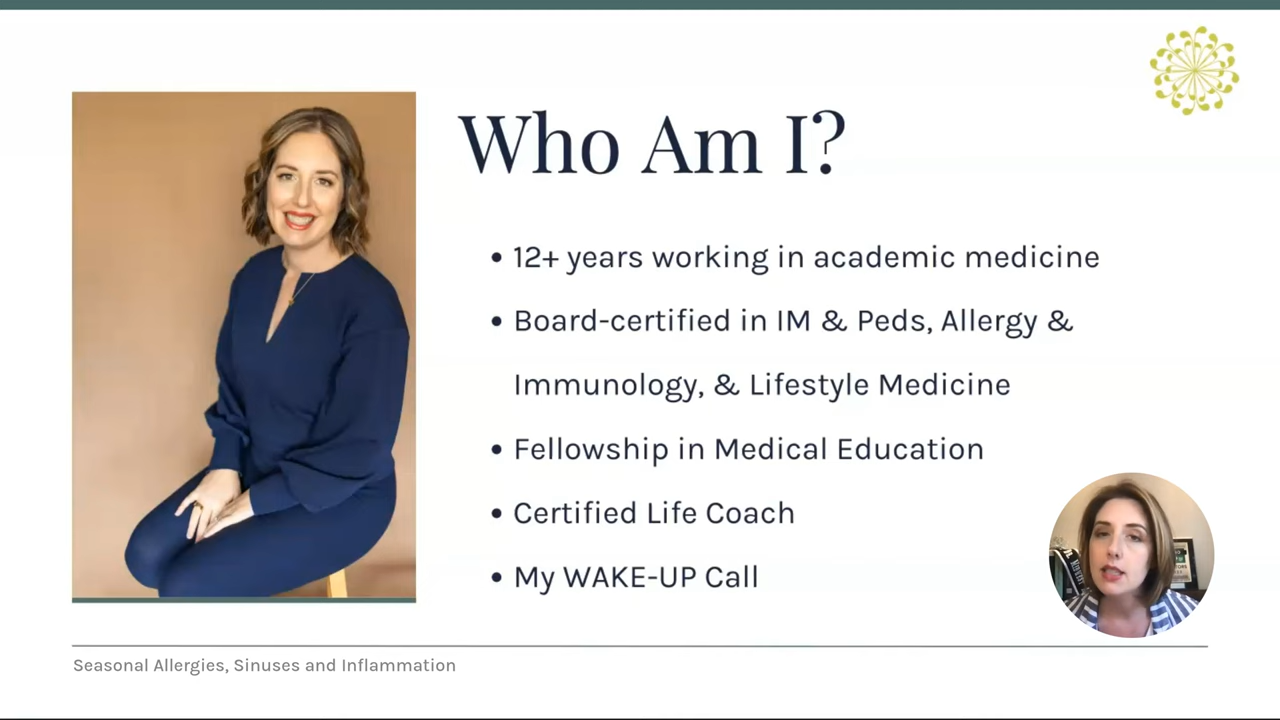 Who Am I?
• 12+ years working in academic medicine
• Board-certified in IM & Peds, Allergy &
Immunology, & Lifestyle Medicine
• Fellowship in Medical Education
• Certified Life Coach
• My WAKE-UP Call
Seasonal Allergies, Sinuses and Inflammation